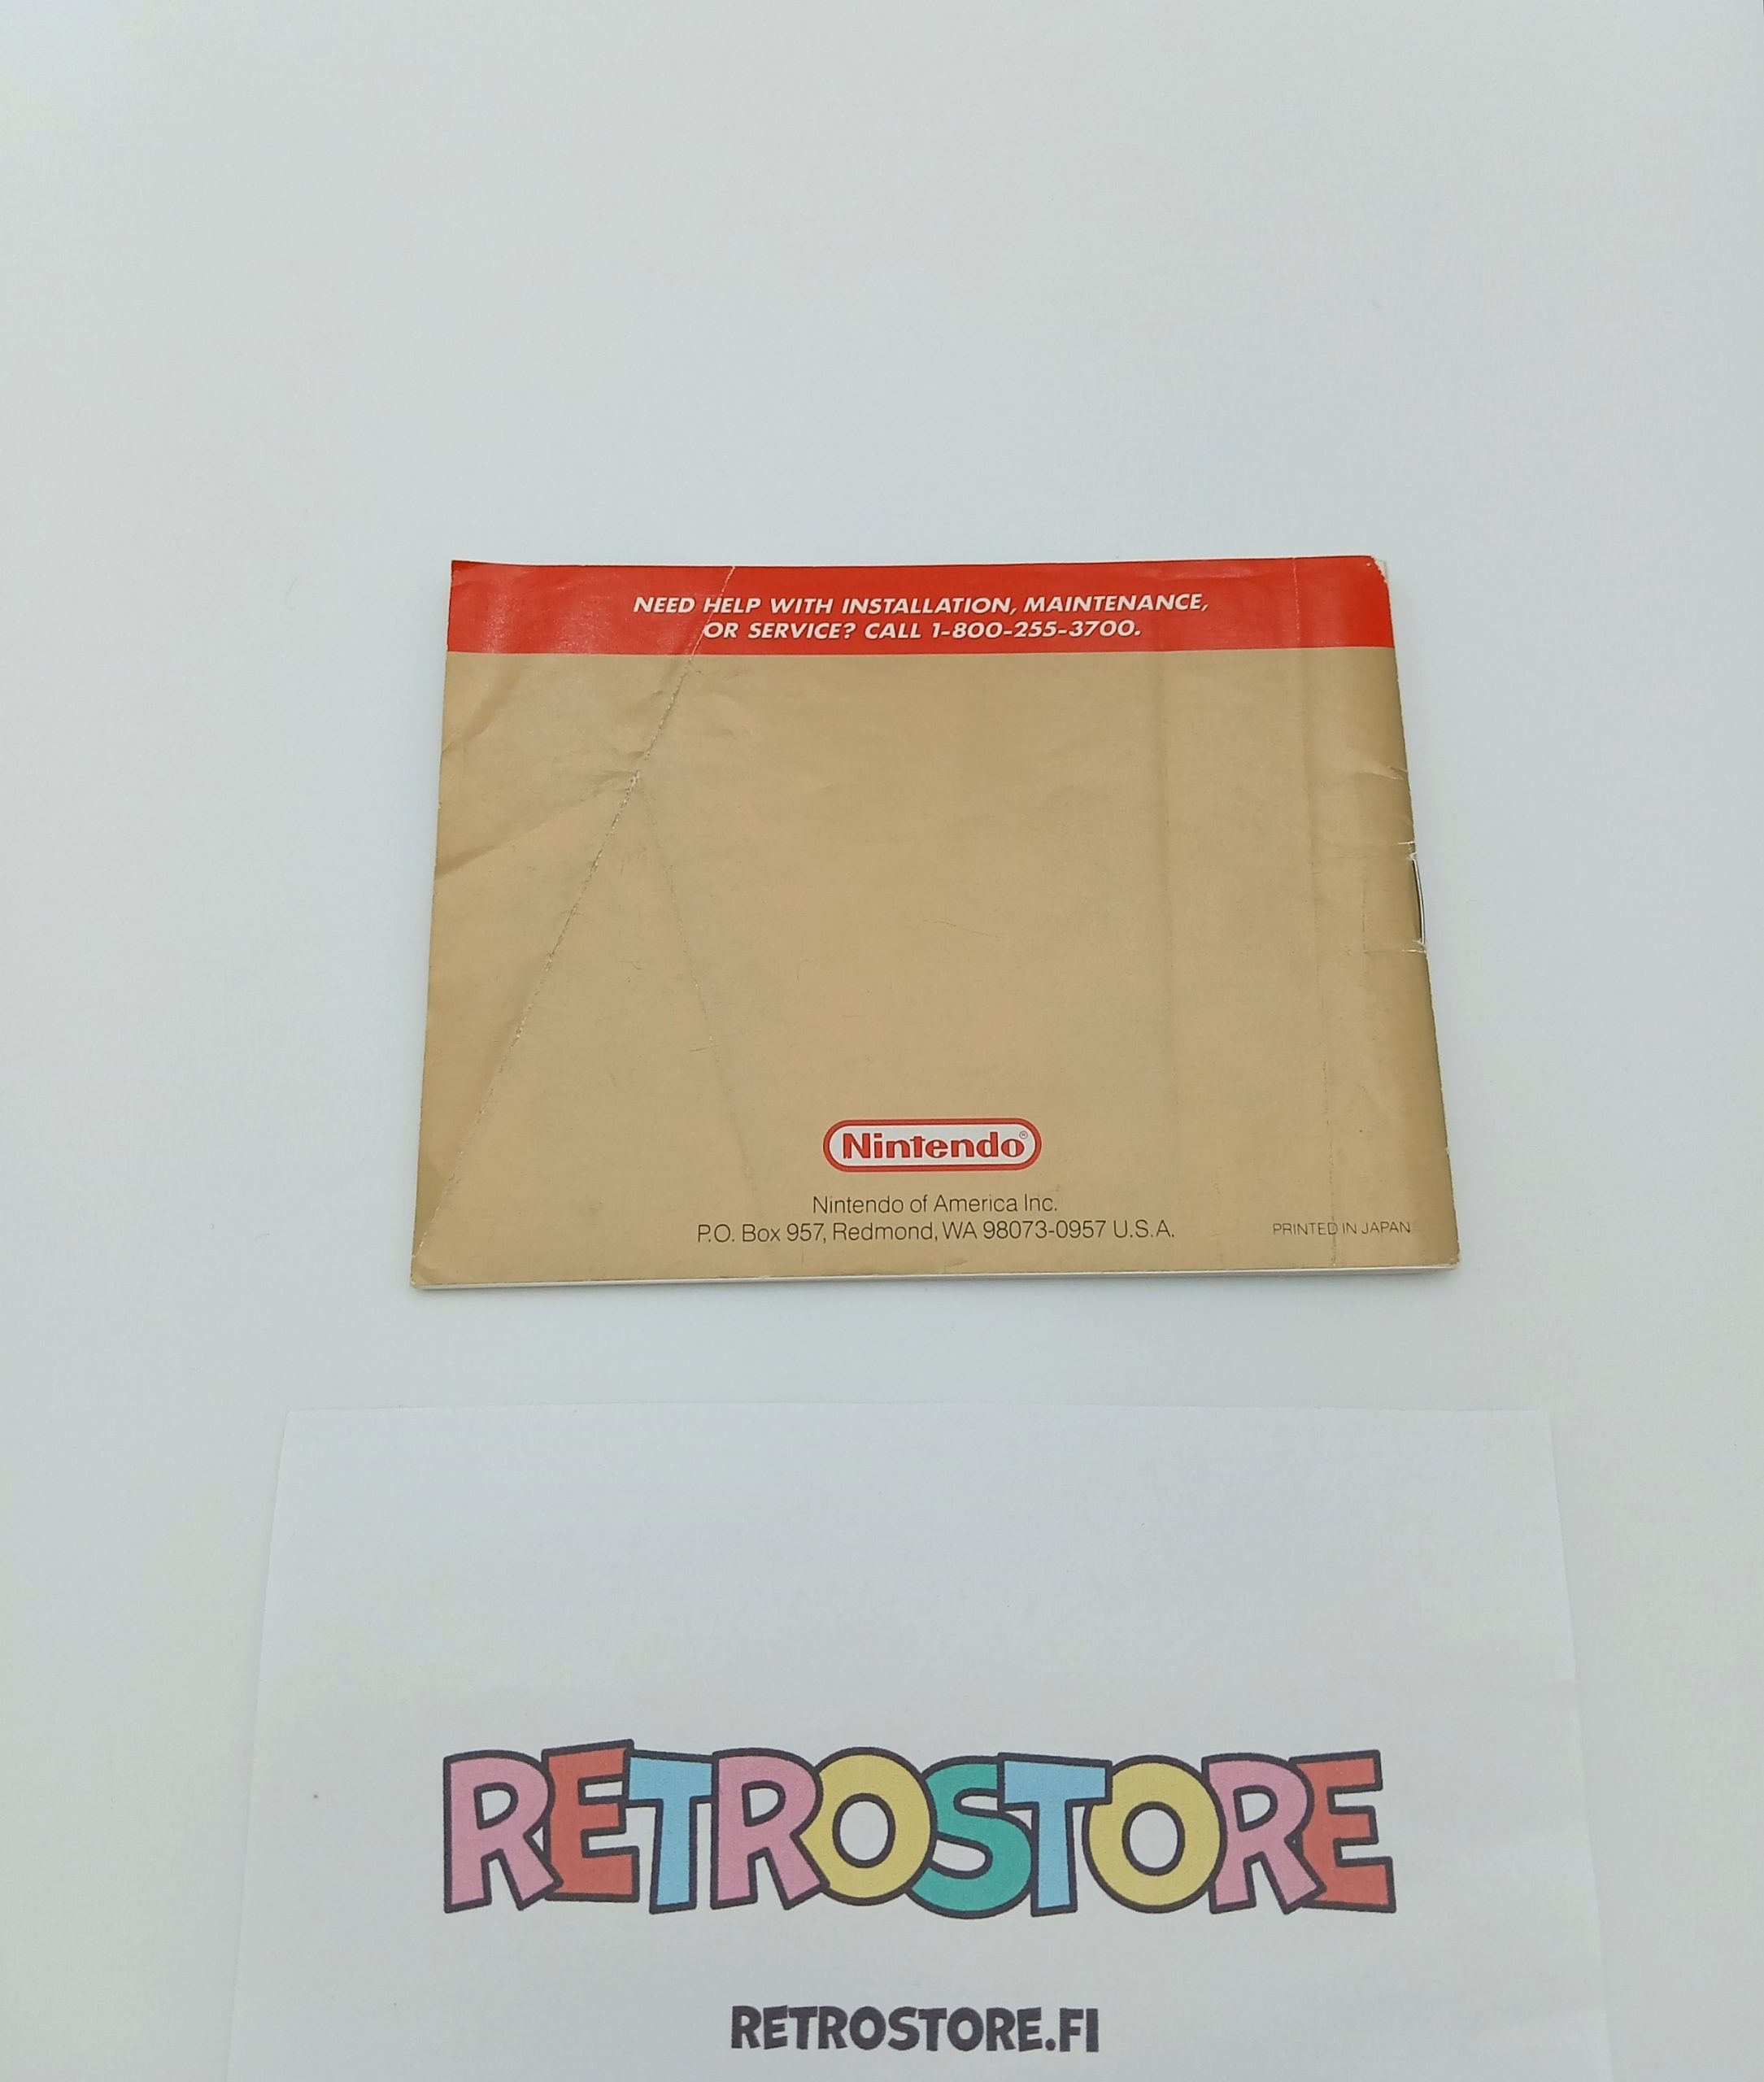 NEED HELP WITH INSTALLATION, MAINTENANCE,
OR SERVICE? CALL 1-800-255-3700.
Nintendo®
Nintendo of America Inc.
P.O. Box 957, Redmond, WA 98073-0957 U.S.A.
PRINTED IN JAPAN
RETROSTORE
RETROSTORE.FI